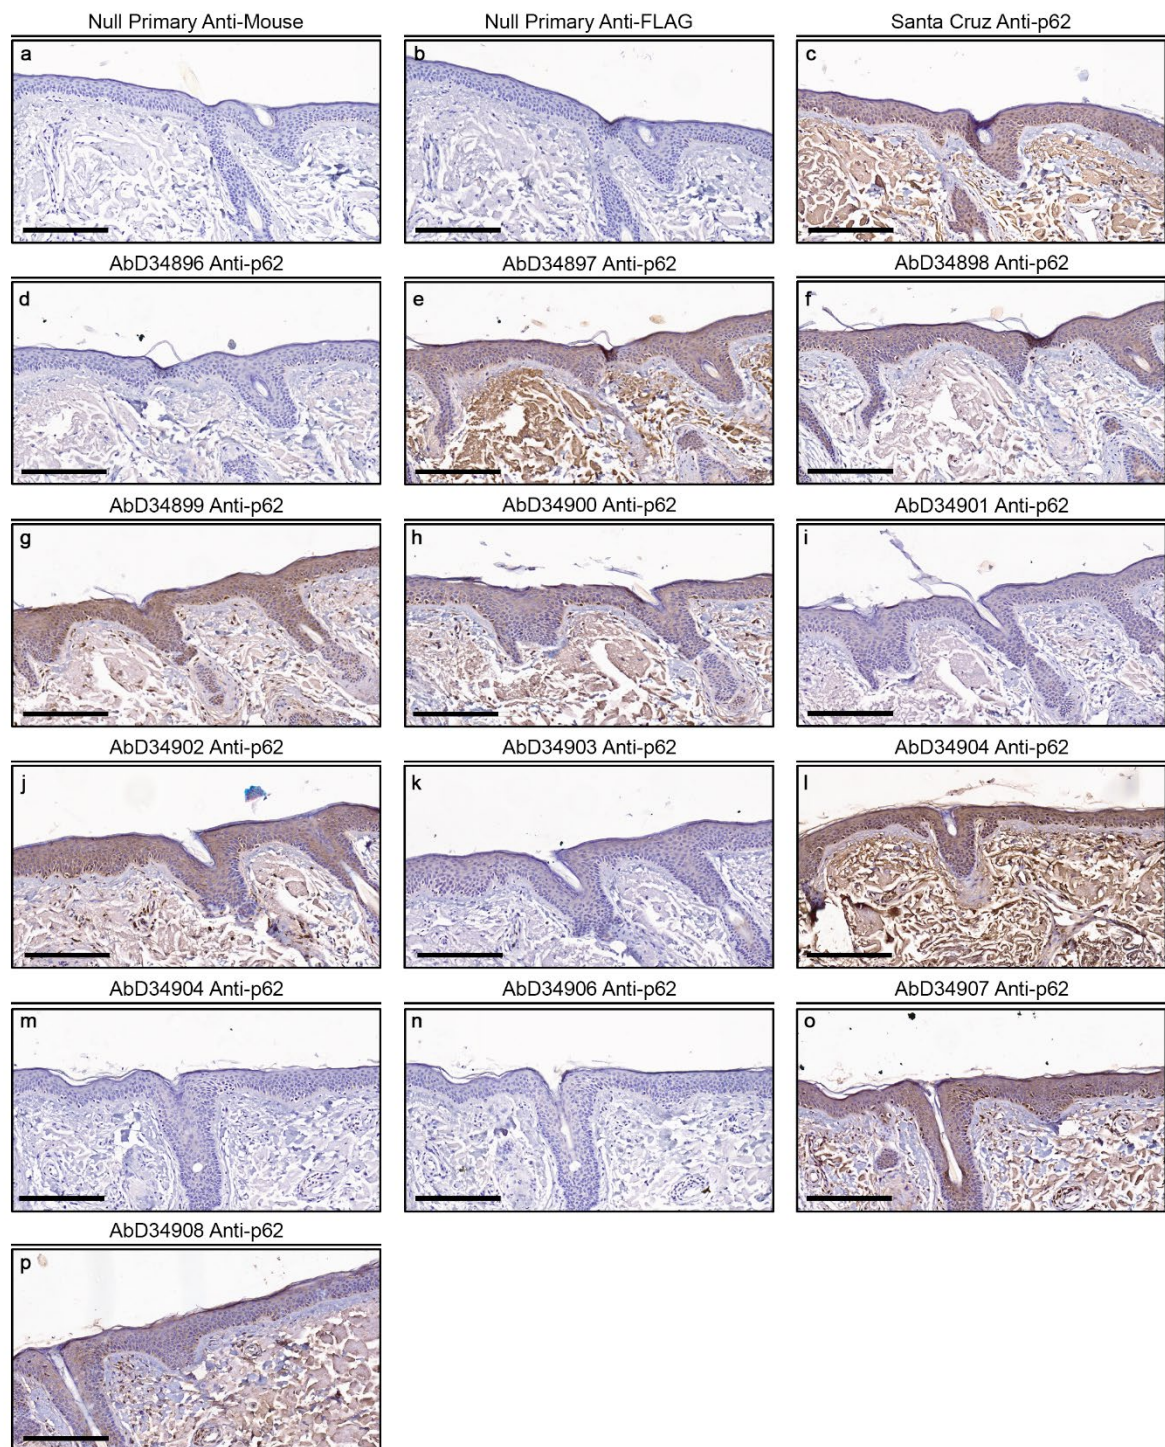 Null Primary Anti-Mouse
Null Primary Anti-FLAG
Santa Cruz Anti-p62
a
b
c
AbD34896 Anti-p62
AbD34897 Anti-p62
AbD34898 Anti-p62
d
e
f
AbD34899 Anti-p62
AbD34900 Anti-p62
AbD34901 Anti-p62
g
h
i
AbD34902 Anti-p62
AbD34903 Anti-p62
AbD34904 Anti-p62
j
k
l
AbD34904 Anti-p62
AbD34906 Anti-p62
AbD34907 Anti-p62
m
n
o
AbD34908 Anti-p62
p